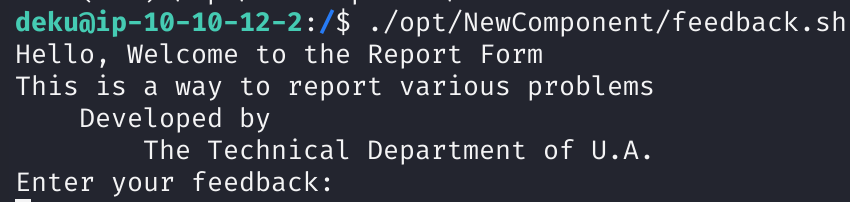 deku@ip-10-10-12-2:/$ ./opt/NewComponent/feedback.sh
Hello, Welcome to the Report Form
This is a way to report various problems
    Developed by
        The Technical Department of U.A.
Enter your feedback: